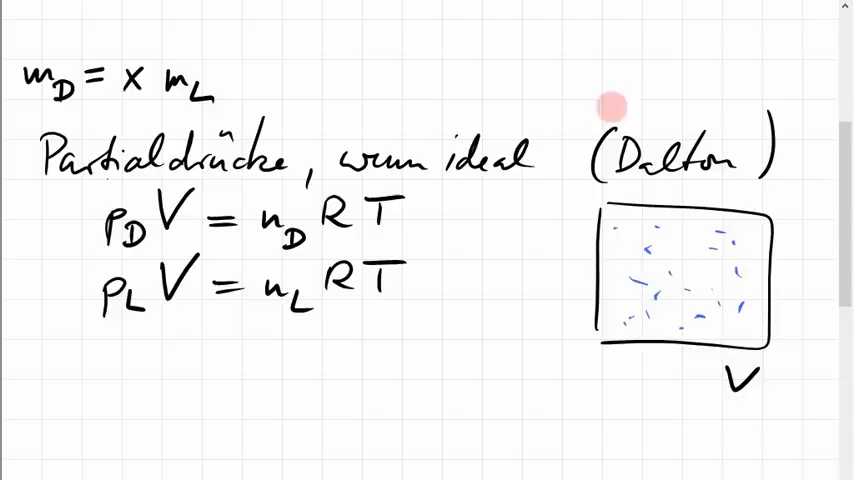 m_D = x m_L
Partialdrücke, wenn ideal (Dalton)
p_D V = n_D R T
p_L V = n_L R T
V